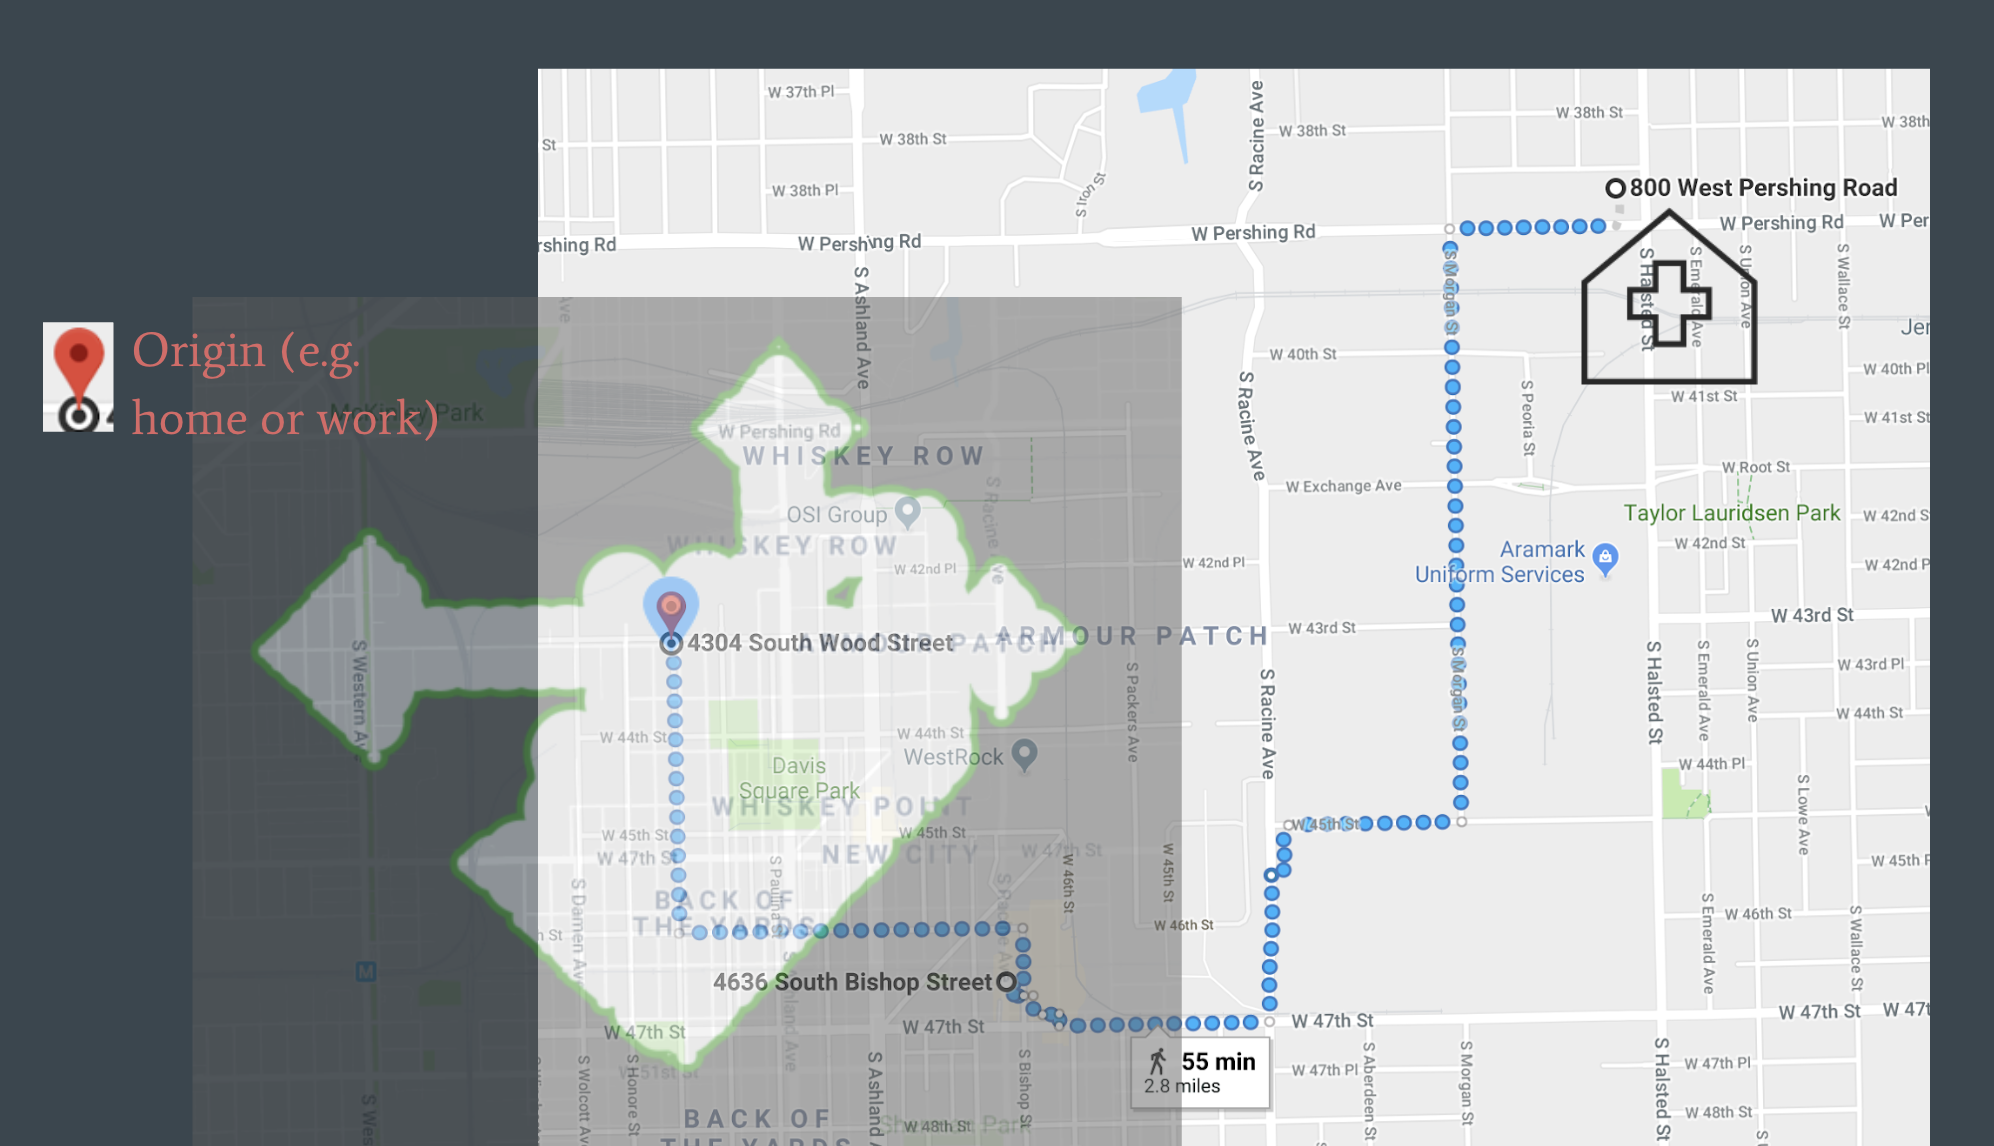 W 37th Pl
W 38th St
W 38th St
W 38th St
W 38th
St
W 38th Pl
S Iron St
S Racine Ave
800 West Pershing Road
W Pershing Rd
W Pershing Rd
W Per
rshing Rd
W Pershing Rd
S Ashland Ave
S Morgan St
S Halsted St
S Emerald Ave
S Union Ave
S Wallace St
Jer
Origin (e.g.
home or work)
McKinley Park
W 40th St
W 40th Pl
S Racine Ave
S Peoria St
W 41st St
W 41st St
W Pershing Rd
WHISKEY ROW
W Root St
W Exchange Ave
S Racine Ave
OSI Group
Taylor Lauridsen Park
W 42nd S
WHISKEY ROW
W 42nd St
Aramark
Uniform Services
W 42nd Pl
W 42nd Pl
W 42nd P
W 43rd St
W 43rd St
ARMOUR PATCH
ARMOUR PATCH
4304 South Wood Street
S Western Av
S Packers Ave
S Racine Ave
S Morgan St
S Halsted St
S Emerald Ave
S Union Ave
W 43rd Pl
W 44th St
W 44th St
W 44th St
WestRock
Davis
Square Park
W 44th Pl
S Lowe Ave
WHISKEY POINT
W 45th St
W 45th St
W 45th St
W 47th St
W 47th St
NEW CITY
W 46th St
W 45th St
W 45th
S Paulina St
S Damen Ave
BACK OF
THE YARDS
W 46th St
W 46th St
S Emerald Ave
S Wallace St
n St
M
4636 South Bishop Street
W 47th St
W 47th St
W 47th St
W 47th St
W 47t
55 min
2.8 miles
W 51st St
W 47th Pl
W 47th Pl
S Wolcott Av
S Honore St
S Ashland
S Bishop St
S Aberdeen St
S Morgan St
S Halsted St
S Wes
BACK OF
THE YARDS
W 48th St
W 48th St